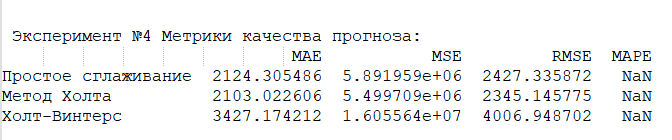 Эксперимент №4 Метрики качества прогноза:
MAE MSE RMSE MAPE
Простое сглаживание 2124.305486 5.891959e+06 2427.335872 NaN
Метод Холта 2103.022606 5.499709e+06 2345.145775 NaN
Холт-Винтерс 3427.174212 1.605564e+07 4006.948702 NaN